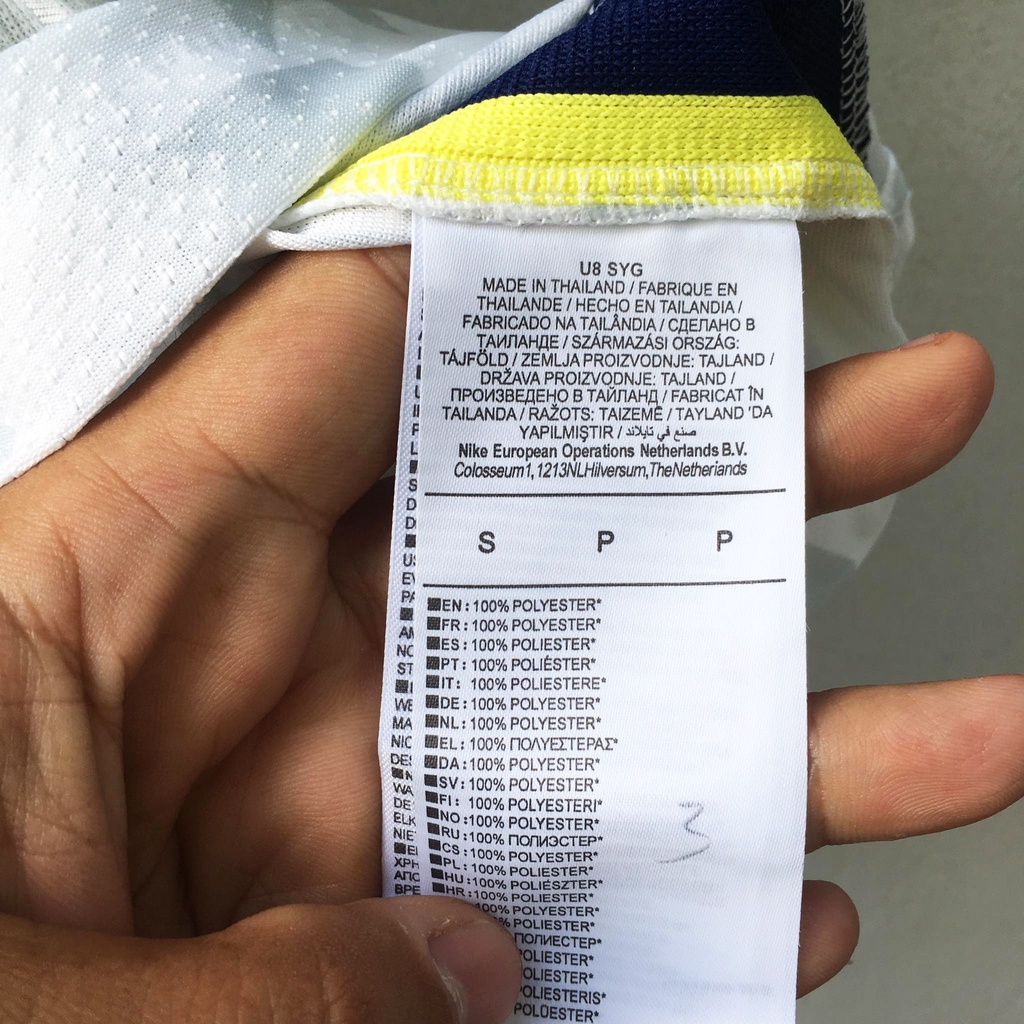 U8 SYG
MADE IN THAILAND / FABRIQUE EN
THAILANDE / HECHO EN TAILANDIA /
FABRICADO NA TAILÂNDIA / СДЕЛАНО В
ТАИЛАНДЕ / SZÁRMAZÁSI ORSZÁG:
TÁJFÖLD / ZEMLJA PROIZVODNJE: TAJLAND /
DRŽAVA PROIZVODNJE: TAJLAND /
ПРОИЗВЕДЕНО В ТАЙЛАНД / FABRICAT ÎN
TAILANDA / RAŽOTS: TAIZEMĒ / TAYLAND 'DA
YAPILMIŞTIR / صنع في تايلاند
Nike European Operations Netherlands B.V.
Colosseum1, 1213NLHilversum,TheNetherlands
S P P
EN: 100% POLYESTER*
FR: 100% POLYESTER*
ES: 100% POLIESTER*
PT: 100% POLIÉSTER*
IT: 100% POLIESTERE*
DE: 100% POLYESTER*
NL: 100% POLYESTER*
EL: 100% ΠΟΛΥΕΣΤΕΡΑΣ*
DA: 100% POLYESTER*
SV: 100% POLYESTER*
FI: 100% POLYESTERI*
NO: 100% POLYESTER*
RU: 100% ПОЛИЭСТЕР*
CS: 100% POLYESTER*
PL: 100% POLIESTER*
HU: 100% POLIÉSZTER*
HR: 100% POLIESTER*
100% POLYESTER*
POLIESTER*
ПОЛИЕСТЕР*
3